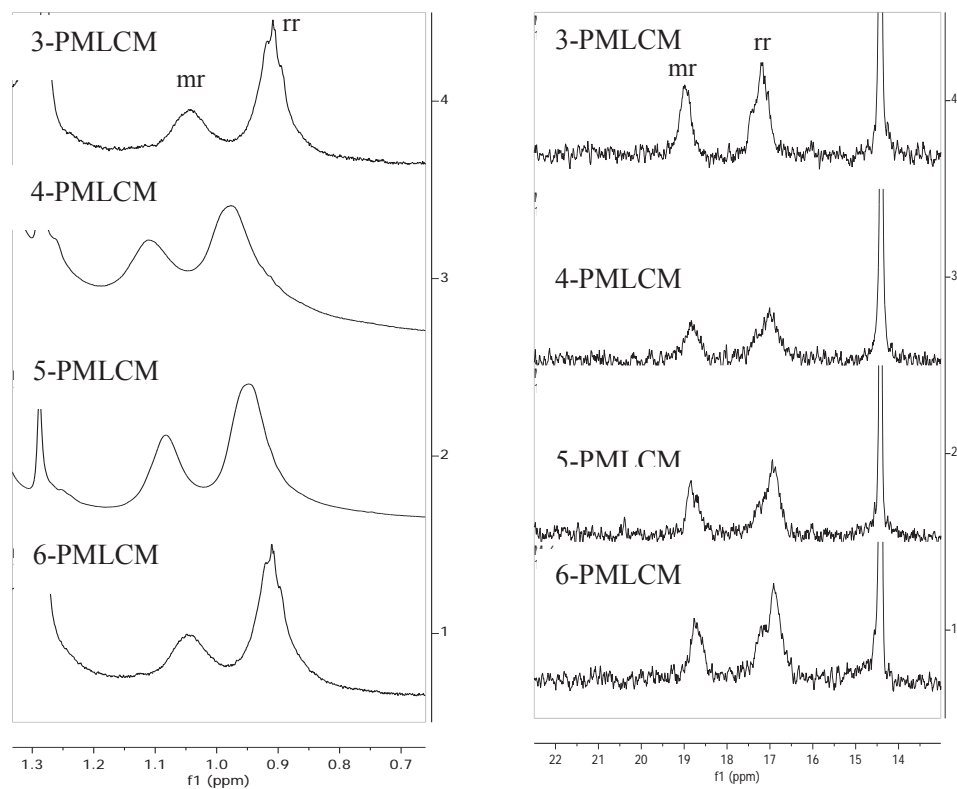 3-PMLCM
rr
mr
4
4-PMLCM
3
5-PMLCM
2
6-PMLCM
1
1.3 1.2 1.1 1.0 0.9 0.8 0.7
f1 (ppm)
3-PMLCM
rr
mr
4
4-PMLCM
3
5-PMLCM
2
6-PMLCM
1
22 21 20 19 18 17 16 15 14
f1 (ppm)